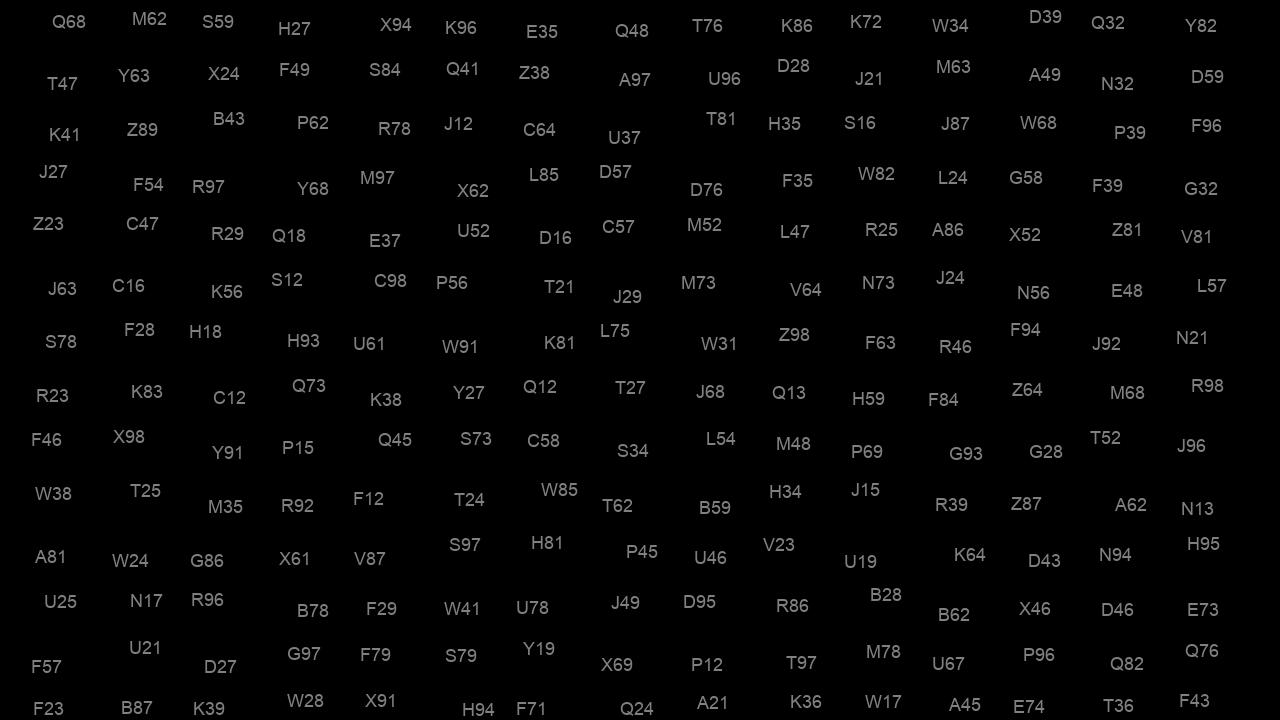 Q68 M62 S59 H27 X94 K96 E35 Q48 T76 K86 K72 W34 D39 Q32 Y82
T47 Y63 X24 F49 S84 Q41 Z38 A97 U96 D28 J21 M63 A49 N32 D59
K41 Z89 B43 P62 R78 J12 C64 U37 T81 H35 S16 J87 W68 P39 F96
J27 F54 R97 Y68 M97 X62 L85 D57 D76 F35 W82 L24 G58 F39 G32
Z23 C47 R29 Q18 E37 U52 D16 C57 M52 L47 R25 A86 X52 Z81 V81
J63 C16 K56 S12 C98 P56 T21 J29 M73 V64 N73 J24 N56 E48 L57
S78 F28 H18 H93 U61 W91 K81 L75 W31 Z98 F63 R46 F94 J92 N21
R23 K83 C12 Q73 K38 Y27 Q12 T27 J68 Q13 H59 F84 Z64 M68 R98
F46 X98 Y91 P15 Q45 S73 C58 S34 L54 M48 P69 G93 G28 T52 J96
W38 T25 M35 R92 F12 T24 W85 T62 B59 H34 J15 R39 Z87 A62 N13
A81 W24 G86 X61 V87 S97 H81 P45 U46 V23 U19 K64 D43 N94 H95
U25 N17 R96 B78 F29 W41 U78 J49 D95 R86 B28 B62 X46 D46 E73
F57 U21 D27 G97 F79 S79 Y19 X69 P12 T97 M78 U67 P96 Q82 Q76
F23 B87 K39 W28 X91 H94 F71 Q24 A21 K36 W17 A45 E74 T36 F43